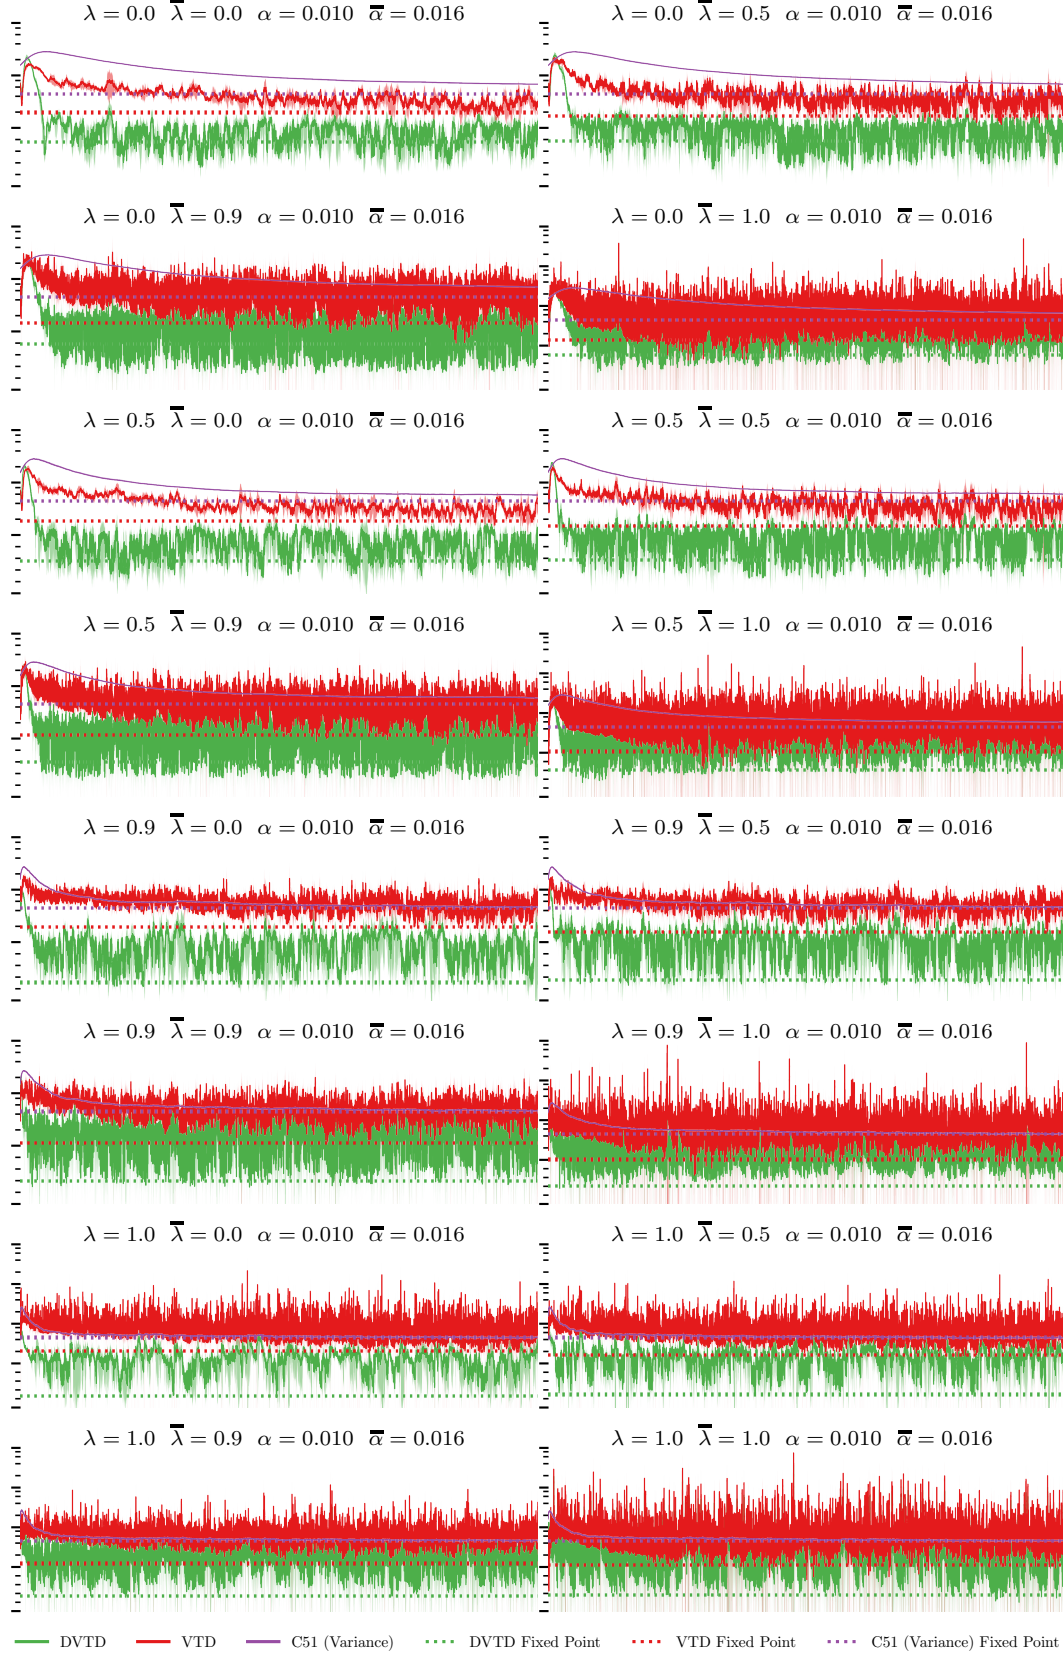 λ = 0.0 λ̄ = 0.0 α = 0.010 ᾱ = 0.016
λ = 0.0 λ̄ = 0.5 α = 0.010 ᾱ = 0.016
λ = 0.0 λ̄ = 0.9 α = 0.010 ᾱ = 0.016
λ = 0.0 λ̄ = 1.0 α = 0.010 ᾱ = 0.016
λ = 0.5 λ̄ = 0.0 α = 0.010 ᾱ = 0.016
λ = 0.5 λ̄ = 0.5 α = 0.010 ᾱ = 0.016
λ = 0.5 λ̄ = 0.9 α = 0.010 ᾱ = 0.016
λ = 0.5 λ̄ = 1.0 α = 0.010 ᾱ = 0.016
λ = 0.9 λ̄ = 0.0 α = 0.010 ᾱ = 0.016
λ = 0.9 λ̄ = 0.5 α = 0.010 ᾱ = 0.016
λ = 0.9 λ̄ = 0.9 α = 0.010 ᾱ = 0.016
λ = 0.9 λ̄ = 1.0 α = 0.010 ᾱ = 0.016
λ = 1.0 λ̄ = 0.0 α = 0.010 ᾱ = 0.016
λ = 1.0 λ̄ = 0.5 α = 0.010 ᾱ = 0.016
λ = 1.0 λ̄ = 0.9 α = 0.010 ᾱ = 0.016
λ = 1.0 λ̄ = 1.0 α = 0.010 ᾱ = 0.016
DVTD VTD C51 (Variance) DVTD Fixed Point VTD Fixed Point C51 (Variance) Fixed Point